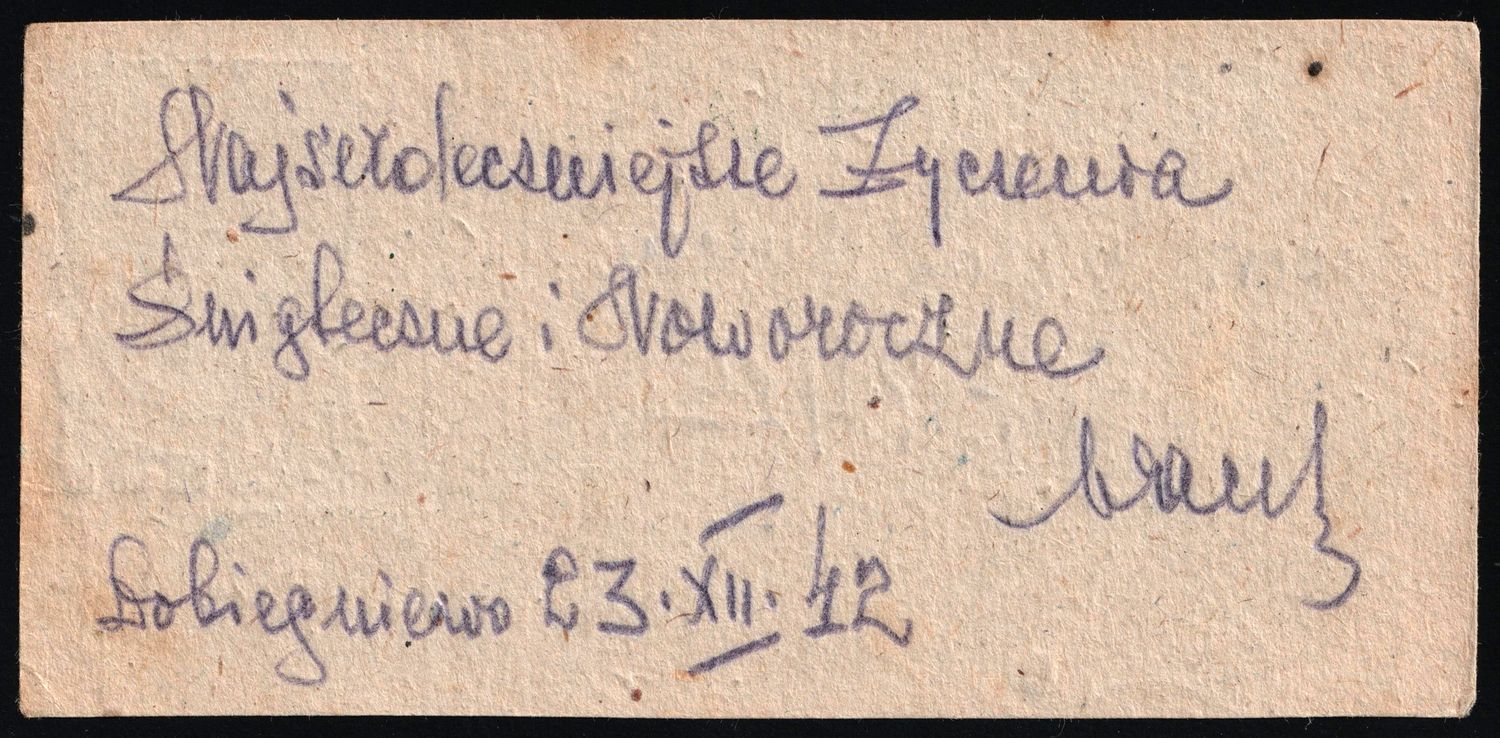 Najserdeczniejsze Życzenia
Świąteczne i Noworoczne
Dobiegniewo 23.XII.42